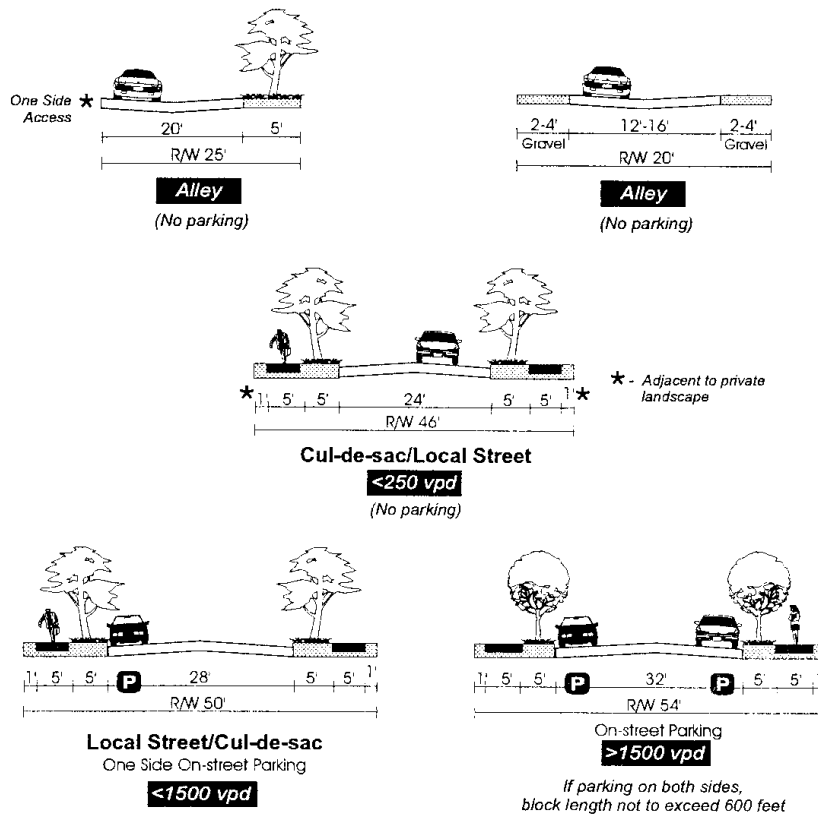 One Side *
Access
20' 5'
R/W 25'
Alley
(No parking)
2-4' 12'-16' 2-4'
Gravel Gravel
R/W 20'
Alley
(No parking)
* - Adjacent to private
landscape
* 1' 5' 5' 24' 5' 5' 1' *
R/W 46'
Cul-de-sac/Local Street
<250 vpd
(No parking)
1' 5' 5' P 28' 5' 5' 1'
R/W 50'
Local Street/Cul-de-sac
One Side On-street Parking
<1500 vpd
1' 5' 5' P 32' P 5' 5' 1'
R/W 54'
On-street Parking
>1500 vpd
If parking on both sides,
block length not to exceed 600 feet